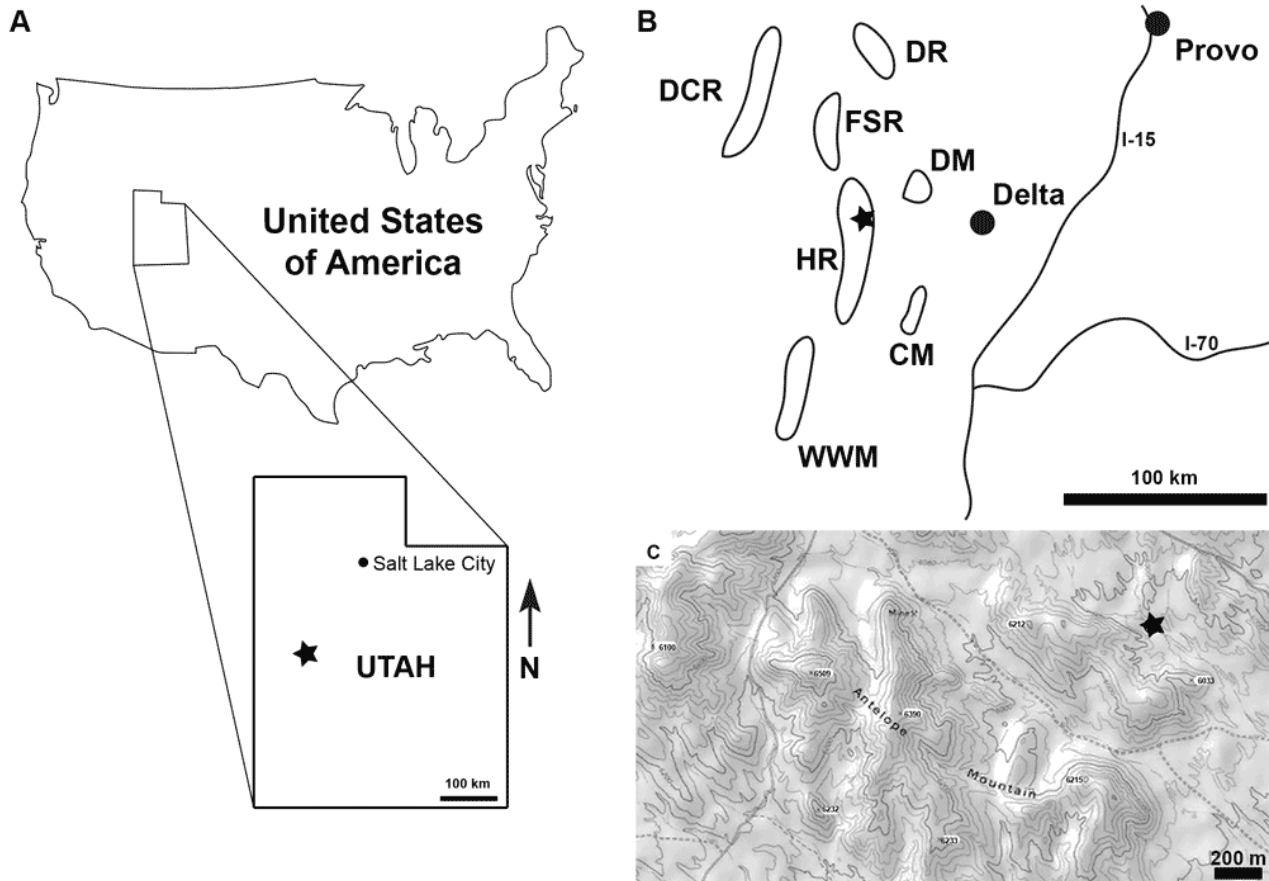 A
United States
of America
Salt Lake City
UTAH
N
100 km
B
Provo
DR
DCR
FSR
I-15
DM
Delta
HR
I-70
CM
WWM
100 km
C
Mine
6212
6100
6509
6033
6390
Antelope
Mountain
6215
6232
6233
200 m